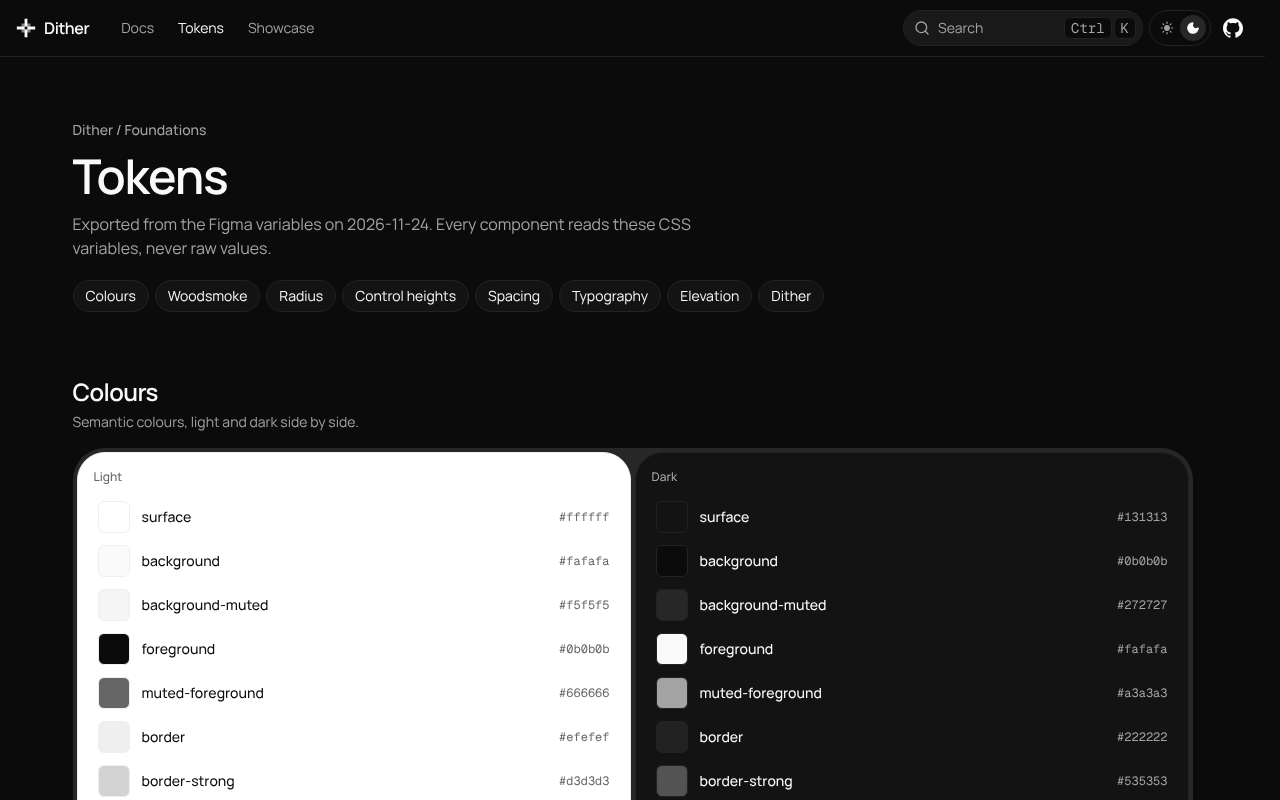 Dither Docs Tokens Showcase Search Ctrl K
Dither / Foundations
Tokens
Exported from the Figma variables on 2026-11-24. Every component reads these CSS
variables, never raw values.
Colours Woodsmoke Radius Control heights Spacing Typography Elevation Dither
Colours
Semantic colours, light and dark side by side.
Light
surface #ffffff
background #fafafa
background-muted #f5f5f5
foreground #0b0b0b
muted-foreground #666666
border #efefef
border-strong #d3d3d3
Dark
surface #131313
background #0b0b0b
background-muted #272727
foreground #fafafa
muted-foreground #a3a3a3
border #222222
border-strong #535353